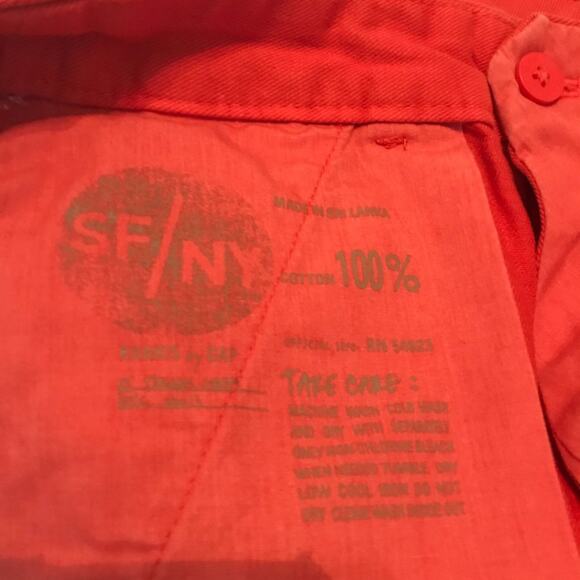 SF/NY
MADE IN SRI LANKA
COTTON 100%
KHAKIS by GAP
RN 54023
TAKE CARE :
MACHINE WASH COLD WASH
AND DRY WITH SEPARATELY
ONLY NON-CHLORINE BLEACH
WHEN NEEDED TUMBLE DRY
LOW COOL IRON DO NOT
DRY CLEAN WASH INSIDE OUT